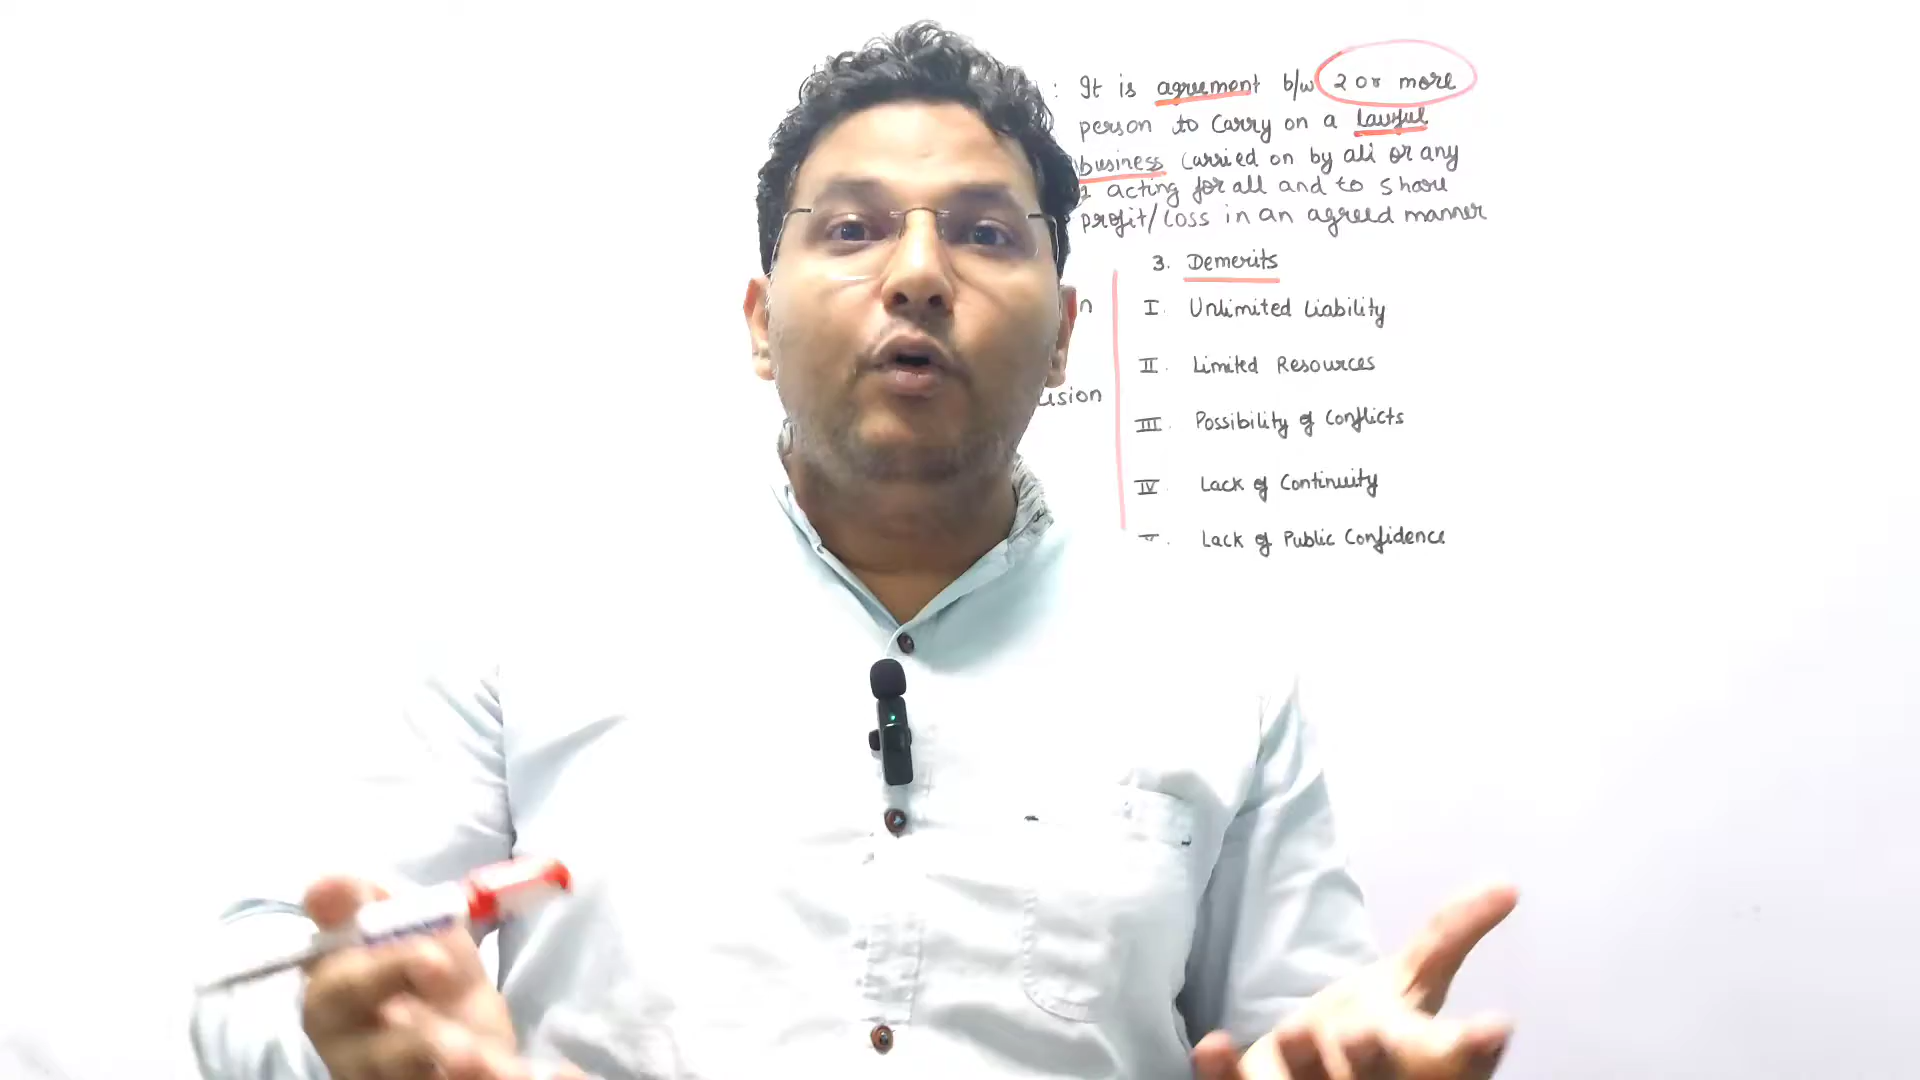 : It is agreement b/w 2 or more
person to carry on a lawful
business carried on by all or any
1 acting for all and to share
profit/loss in an agreed manner
3. Demerits
I. Unlimited Liability
II. Limited Resources
III. Possibility of Conflicts
IV. Lack of Continuity
V. Lack of Public Confidence